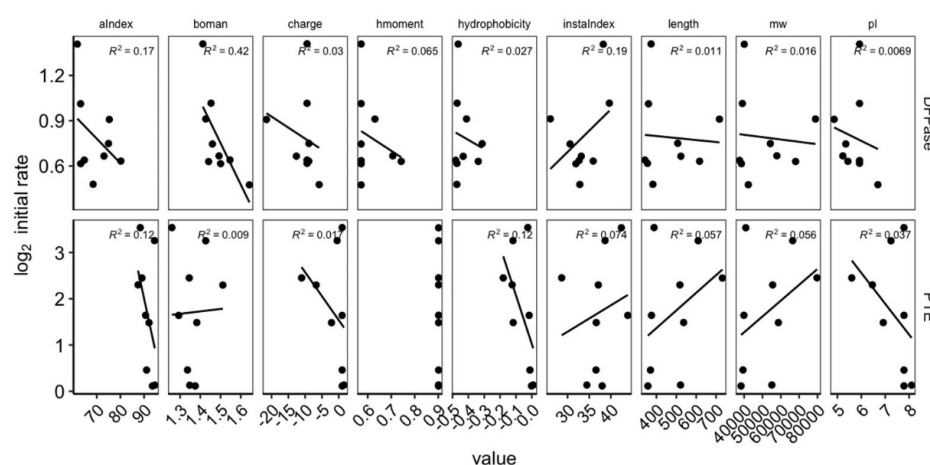 aIndex boman charge hmoment hydrophobicity instaIndex length mw pI
R² = 0.17 R² = 0.42 R² = 0.03 R² = 0.065 R² = 0.027 R² = 0.19 R² = 0.011 R² = 0.016 R² = 0.0069
1.2
0.9
0.6
DPPase
log₂ initial rate
R² = 0.12 R² = 0.009 R² = 0.017 R² = 0.12 R² = 0.074 R² = 0.057 R² = 0.056 R² = 0.037
3
2
1
0
PTE
70 80 90 1.3 1.4 1.5 1.6 -20 -15 -10 -5 0 0.6 0.7 0.8 0.9 -0.5 -0.4 -0.3 -0.2 -0.1 0.0 30 35 40 400 500 600 700 40000 50000 60000 70000 80000 5 6 7 8
value